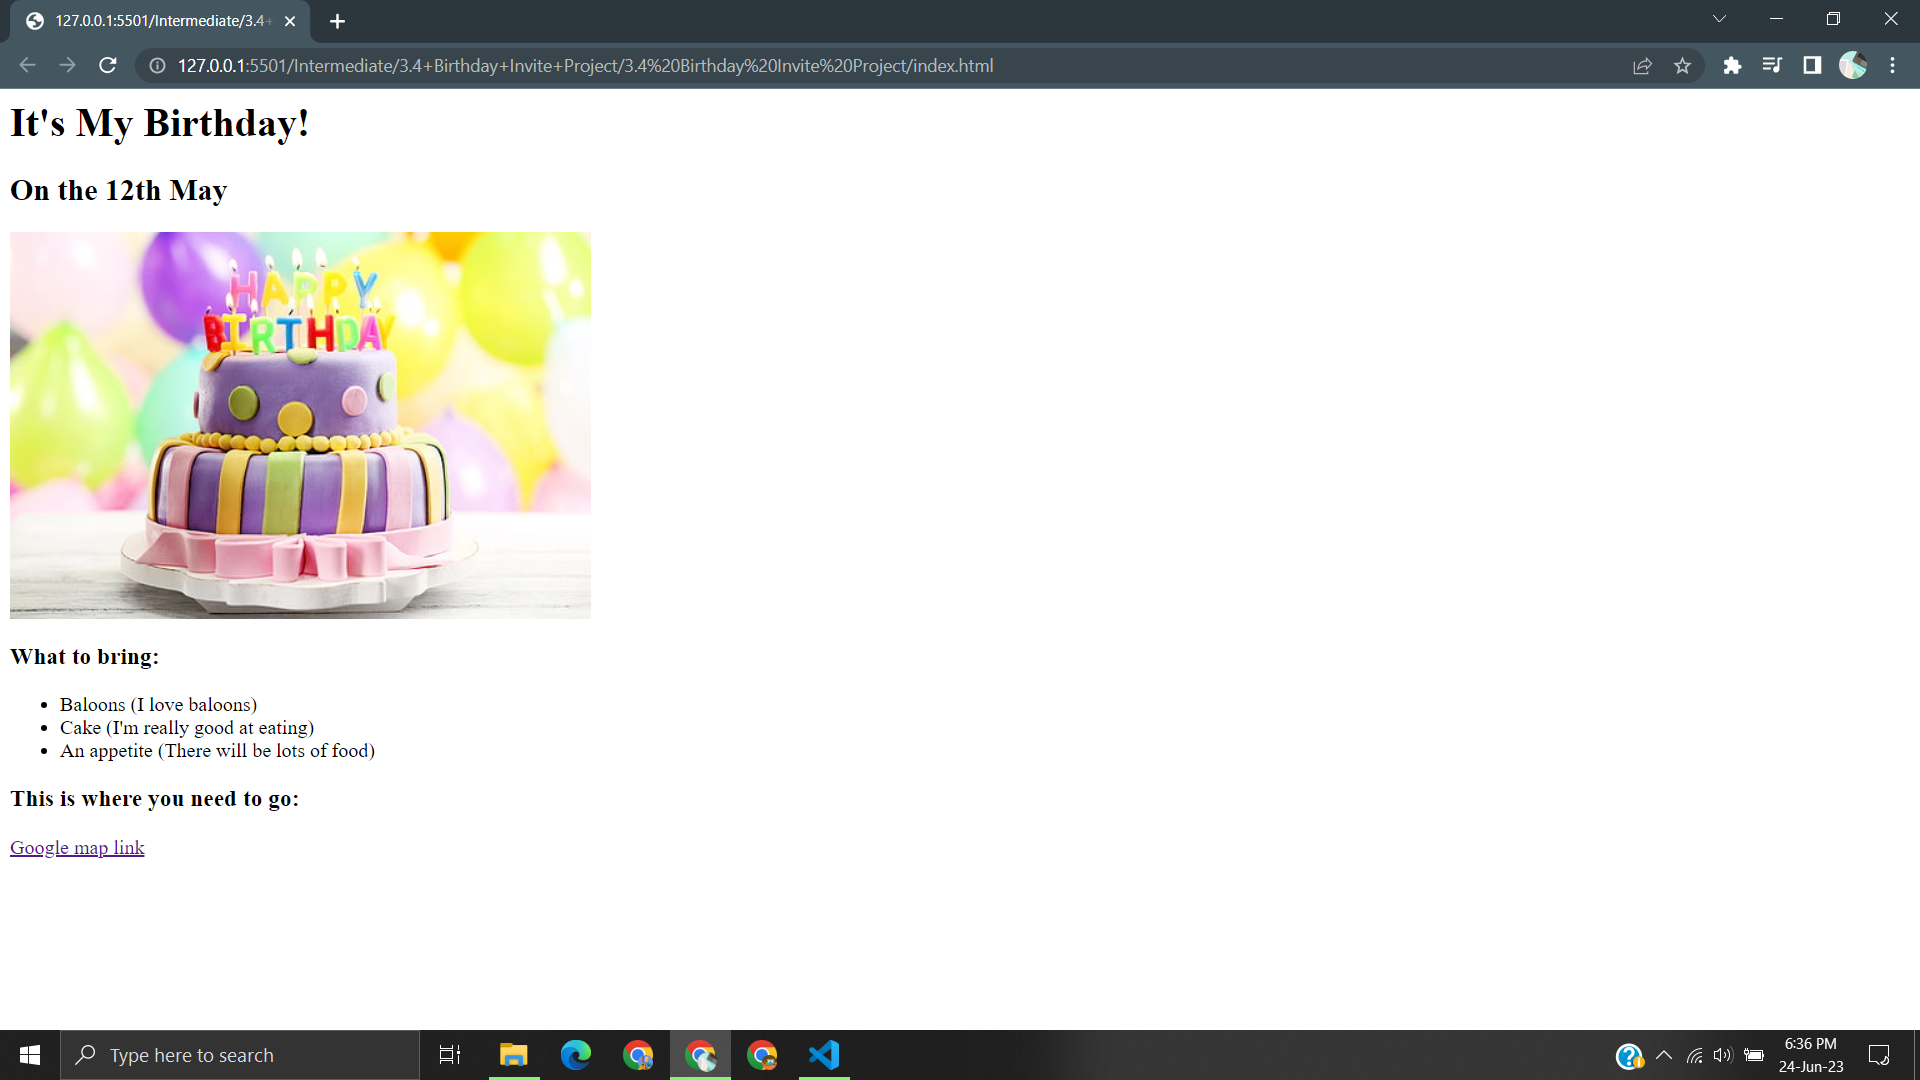 127.0.0.1:5501/Intermediate/3.4+
127.0.0.1:5501/Intermediate/3.4+Birthday+Invite+Project/3.4%20Birthday%20Invite%20Project/index.html
It's My Birthday!
On the 12th May
HAPPY
BIRTHDAY
What to bring:
Baloons (I love baloons)
Cake (I'm really good at eating)
An appetite (There will be lots of food)
This is where you need to go:
Google map link
Type here to search
6:36 PM
24-Jun-23